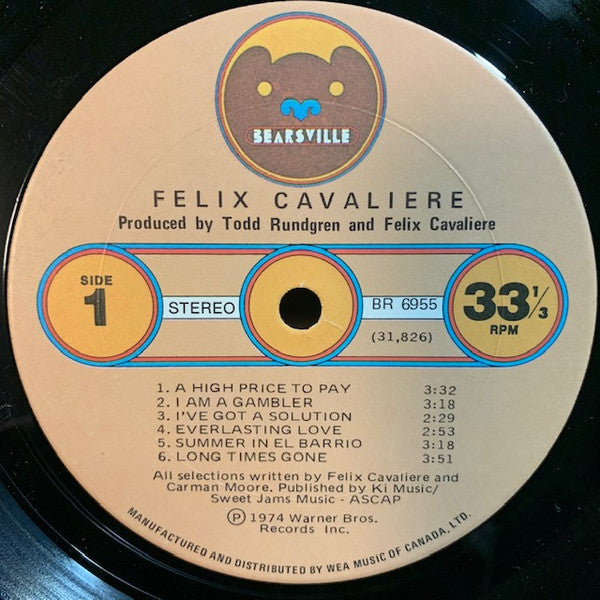 BEARSVILLE
FELIX CAVALIERE
Produced by Todd Rundgren and Felix Cavaliere
SIDE
1
STEREO
BR 6955
(31,826)
33 1/3
RPM
1. A HIGH PRICE TO PAY 3:32
2. I AM A GAMBLER 3:18
3. I'VE GOT A SOLUTION 2:29
4. EVERLASTING LOVE 2:53
5. SUMMER IN EL BARRIO 3:18
6. LONG TIMES GONE 3:51
All selections written by Felix Cavaliere and
Carman Moore. Published by Ki Music/
Sweet Jams Music - ASCAP
Ⓟ 1974 Warner Bros.
Records Inc.
MANUFACTURED AND DISTRIBUTED BY WEA MUSIC OF CANADA, LTD.